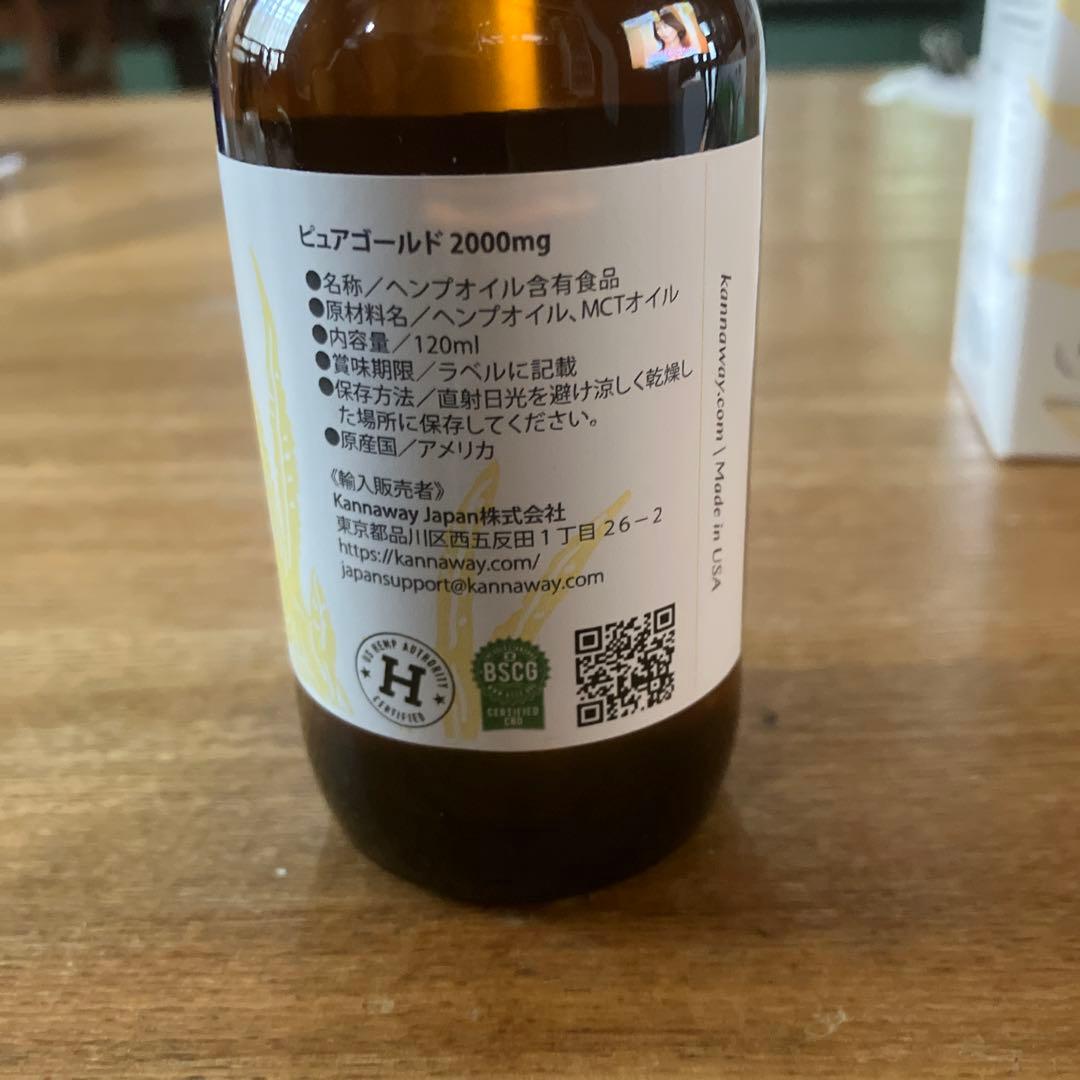 ピュアゴールド 2000mg
●名称／ヘンプオイル含有食品
●原材料名／ヘンプオイル、MCTオイル
●内容量／120ml
●賞味期限／ラベルに記載
●保存方法／直射日光を避け涼しく乾燥し
た場所に保存してください。
●原産国／アメリカ
《輸入販売者》
Kannaway Japan株式会社
東京都品川区西五反田1丁目26-2
https://kannaway.com/
japansupport@kannaway.com
US HEMP AUTHORITY
H
CERTIFIED
BSCG
CERTIFIED
CBD
kannaway.com \ Made in USA